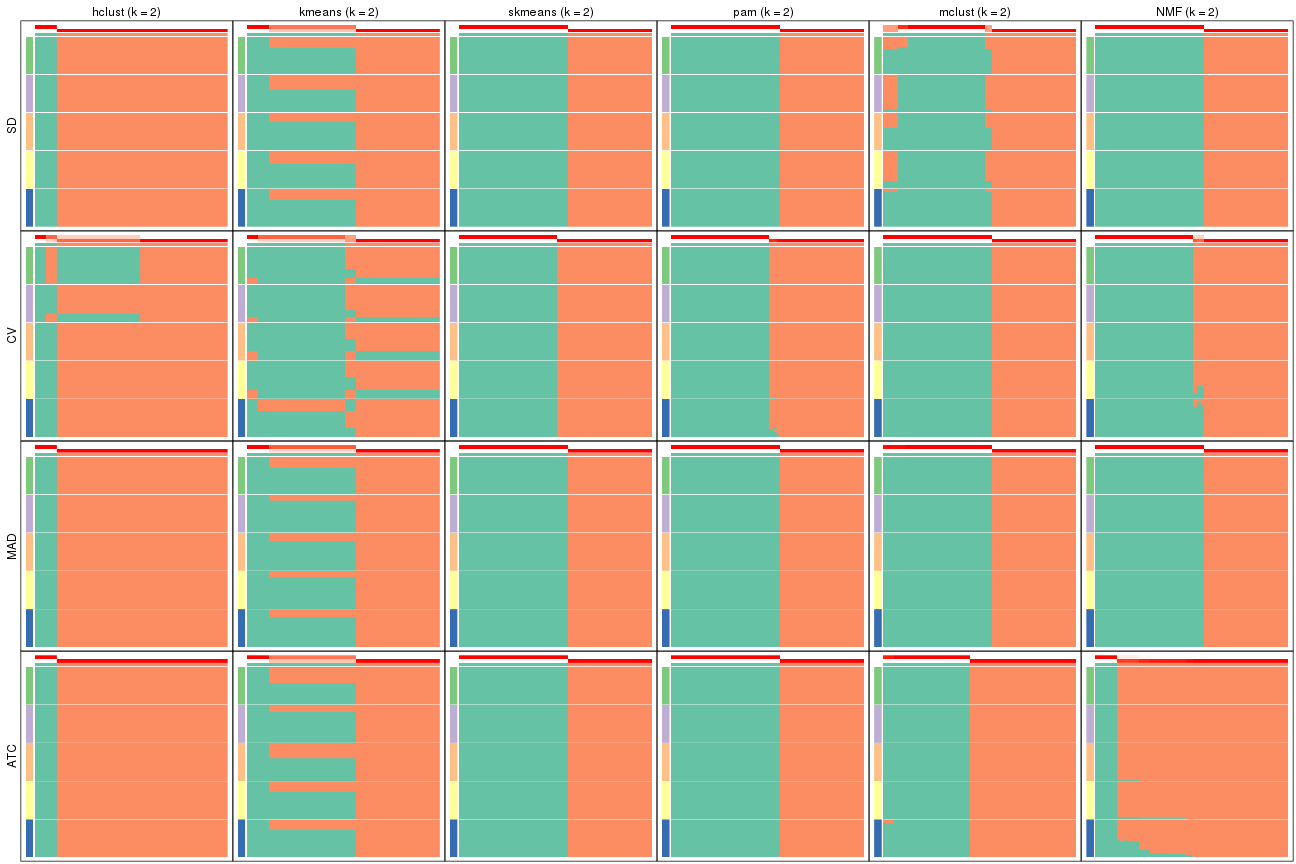 hclust (k = 2)
kmeans (k = 2)
skmeans (k = 2)
pam (k = 2)
mclust (k = 2)
NMF (k = 2)
SD
CV
MAD
ATC